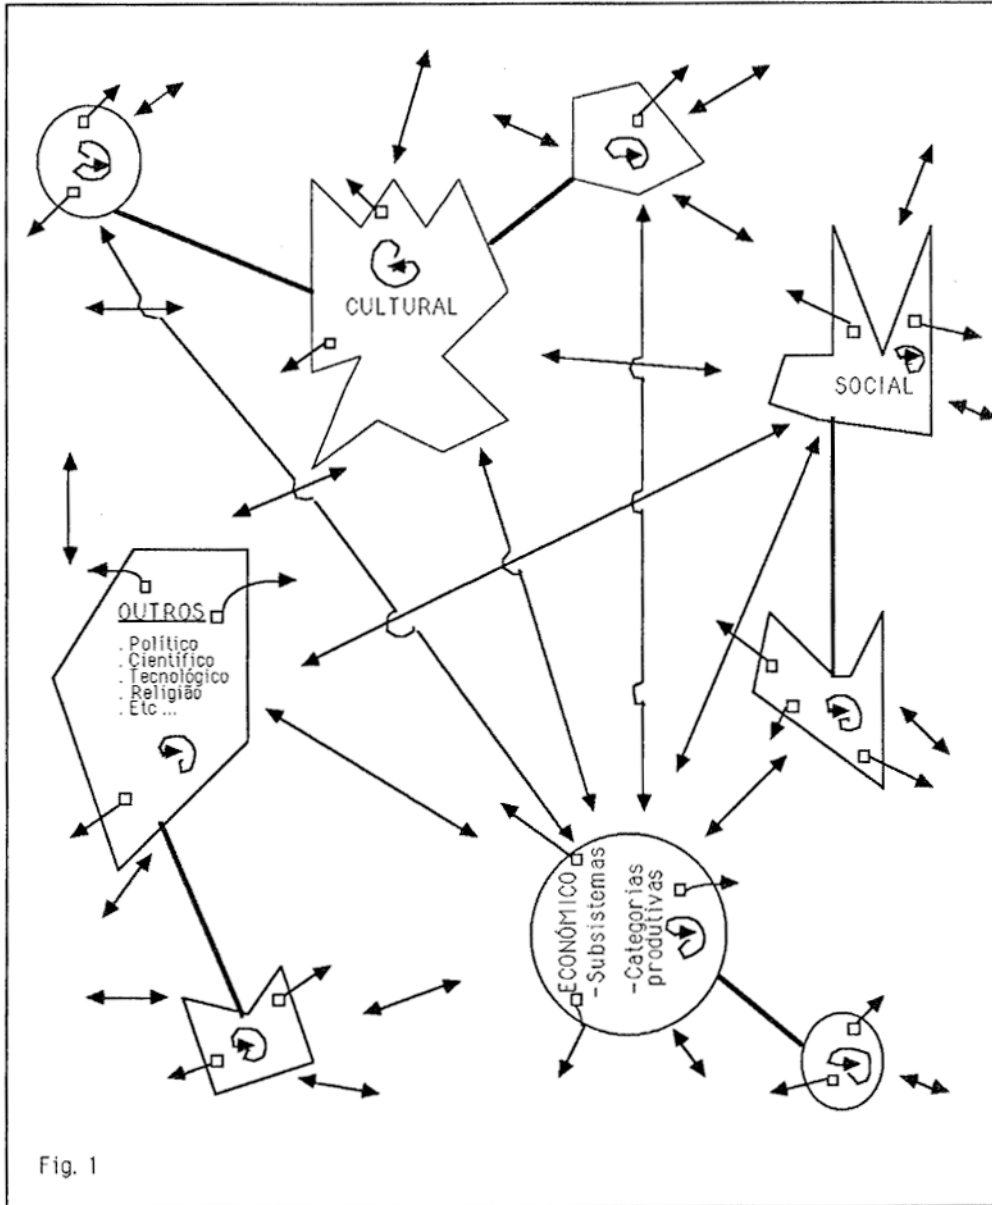 CULTURAL
SOCIAL
OUTROS
. Político
. Científico
. Tecnológico
. Religião
. Etc ...
ECONÓMICO
-Subsistemas
-Categorias
produtivas
Fig. 1